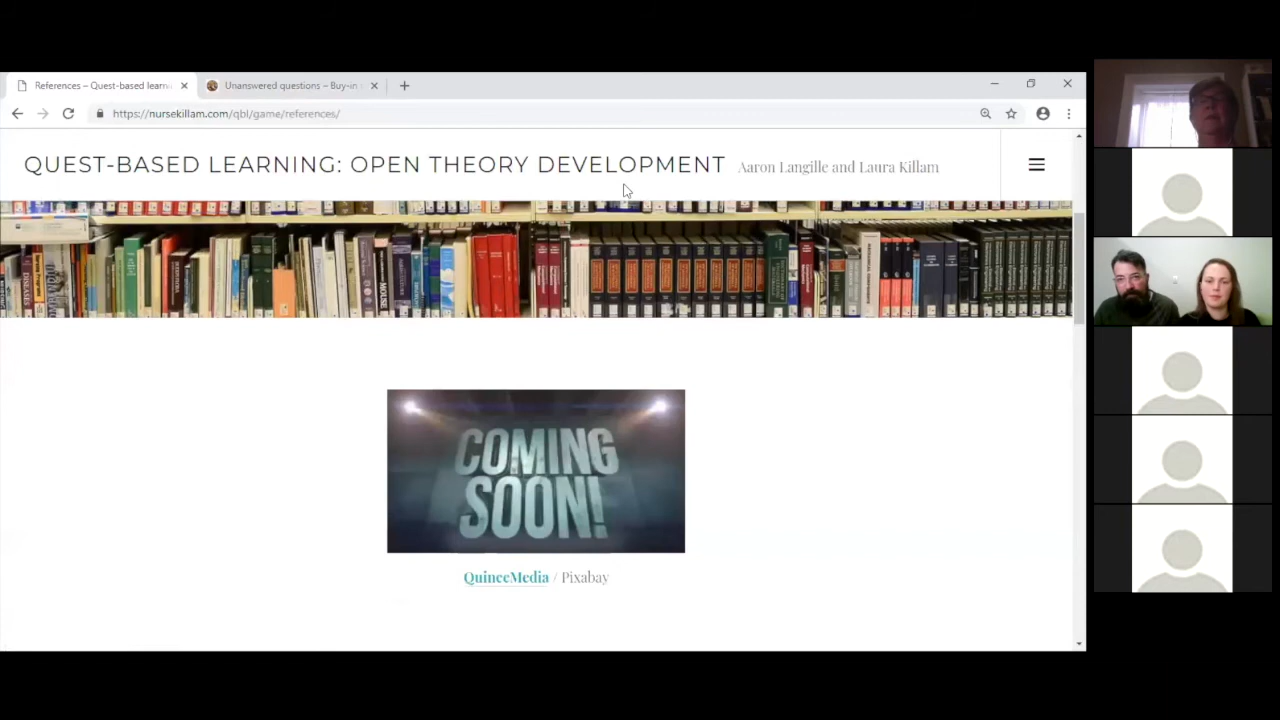 References – Quest-based learni
Unanswered questions – Buy-in
https://nursekillam.com/qbl/game/references/
QUEST-BASED LEARNING: OPEN THEORY DEVELOPMENT Aaron Langille and Laura Killam
MOUSE
COMING
SOON!
QuinceMedia / Pixabay